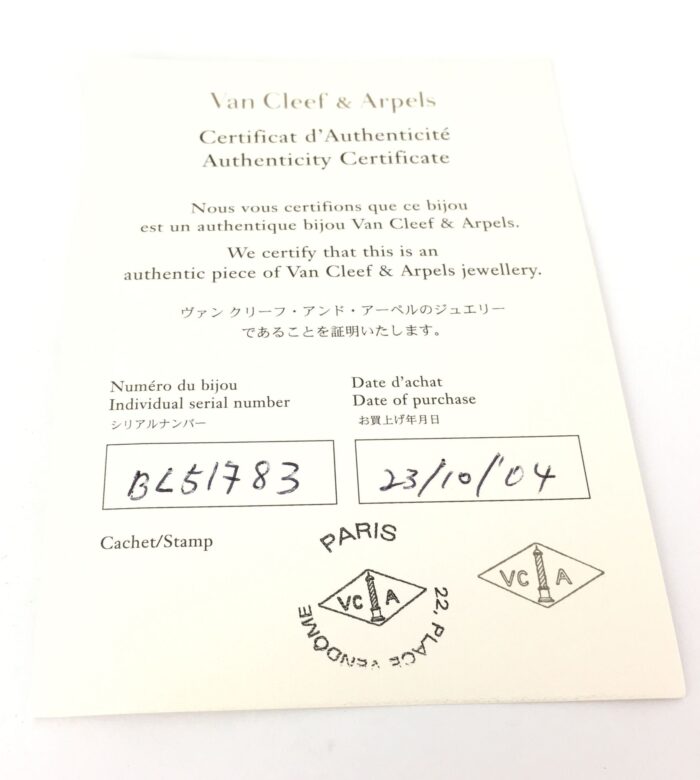 Van Cleef & Arpels
Certificat d'Authenticité
Authenticity Certificate
Nous vous certifions que ce bijou
est un authentique bijou Van Cleef & Arpels.
We certify that this is an
authentic piece of Van Cleef & Arpels jewellery.
ヴァン クリーフ・アンド・アーペルのジュエリー
であることを証明いたします。
Numéro du bijou
Individual serial number
シリアルナンバー
BL51783
Date d'achat
Date of purchase
お買上げ年月日
23/10/'04
Cachet/Stamp
PARIS
VC A
22, PLACE VENDÔME
VC A